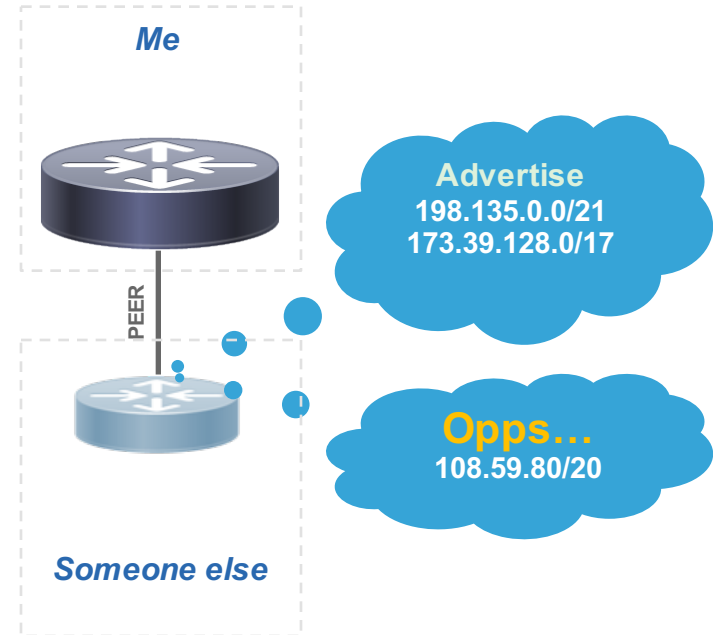 Me
Advertise
198.135.0.0/21
173.39.128.0/17
PEER
Opps…
108.59.80/20
Someone else